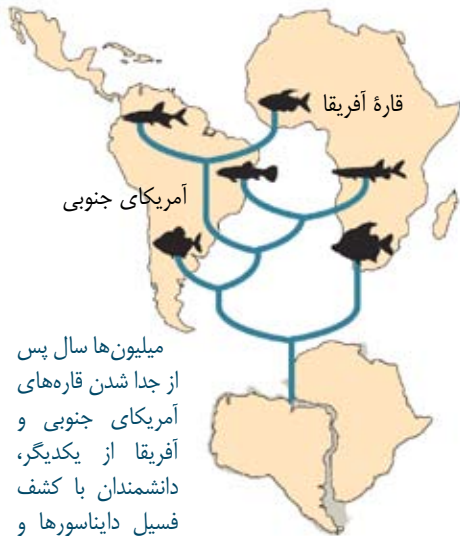 قارهٔ آفریقا
آمریکای جنوبی
میلیون‌ها سال پس
از جدا شدن قاره‌های
آمریکای جنوبی و
آفریقا از یکدیگر،
دانشمندان با کشف
فسیل دایناسورها و